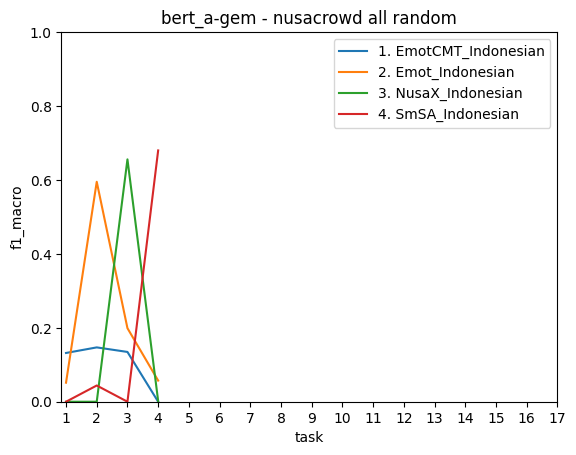 bert_a-gem - nusacrowd all random
1. EmotCMT_Indonesian
2. Emot_Indonesian
3. NusaX_Indonesian
4. SmSA_Indonesian
f1_macro
1.0
0.8
0.6
0.4
0.2
0.0
1 2 3 4 5 6 7 8 9 10 11 12 13 14 15 16 17
task